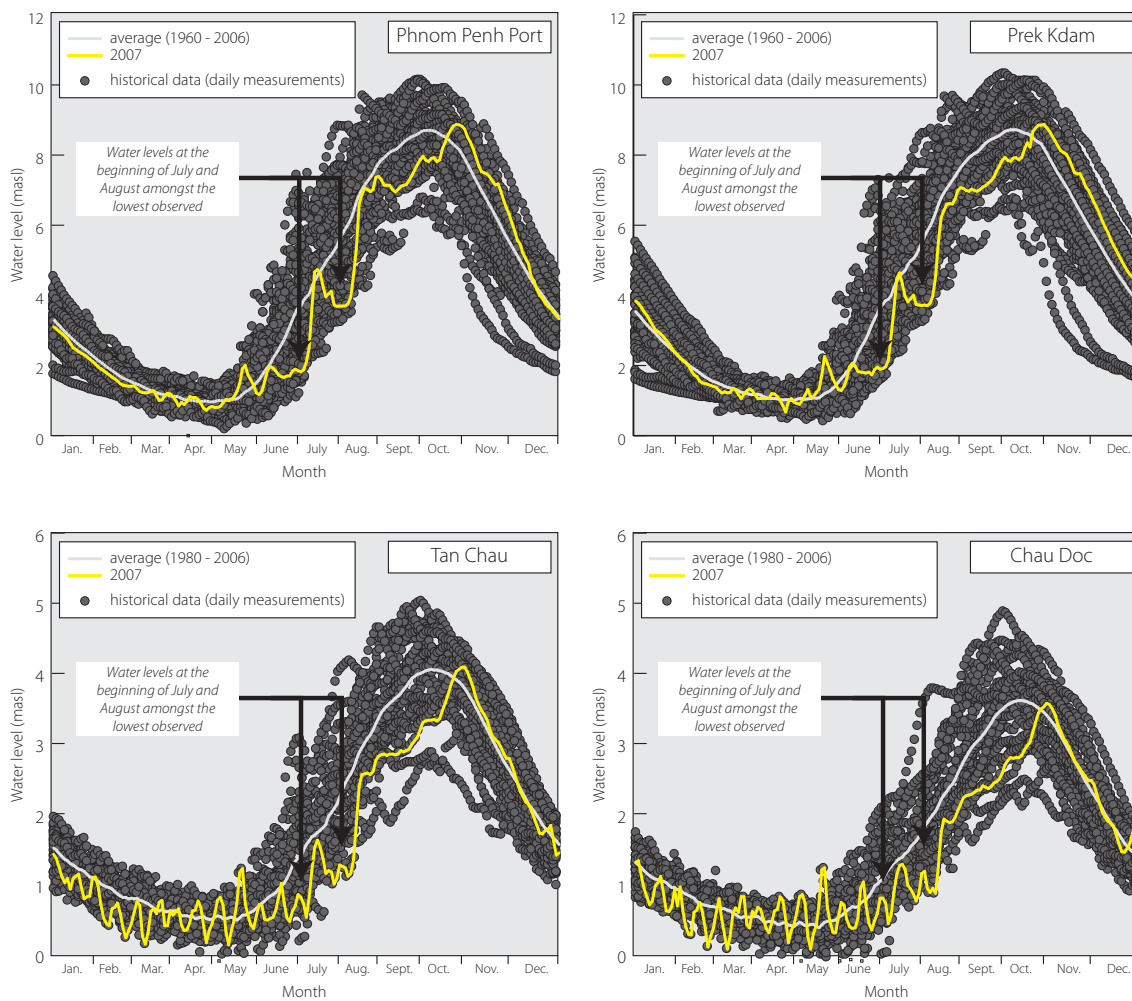 12
10
8
6
4
2
0
Water level (masl)
average (1960 - 2006)
2007
historical data (daily measurements)
Phnom Penh Port
Water levels at the
beginning of July and
August amongst the
lowest observed
Jan. Feb. Mar. Apr. May June July Aug. Sept. Oct. Nov. Dec.
Month
12
10
8
6
4
2
0
Water level (masl)
average (1960 - 2006)
2007
historical data (daily measurements)
Prek Kdam
Water levels at the
beginning of July and
August amongst the
lowest observed
Jan. Feb. Mar. Apr. May June July Aug. Sept. Oct. Nov. Dec.
Month
6
5
4
3
2
1
0
Water level (masl)
average (1980 - 2006)
2007
historical data (daily measurements)
Tan Chau
Water levels at the
beginning of July and
August amongst the
lowest observed
Jan. Feb. Mar. Apr. May June July Aug. Sept. Oct. Nov. Dec.
Month
6
5
4
3
2
1
0
Water level (masl)
average (1980 - 2006)
2007
historical data (daily measurements)
Chau Doc
Water levels at the
beginning of July and
August amongst the
lowest observed
Jan. Feb. Mar. Apr. May June July Aug. Sept. Oct. Nov. Dec.
Month